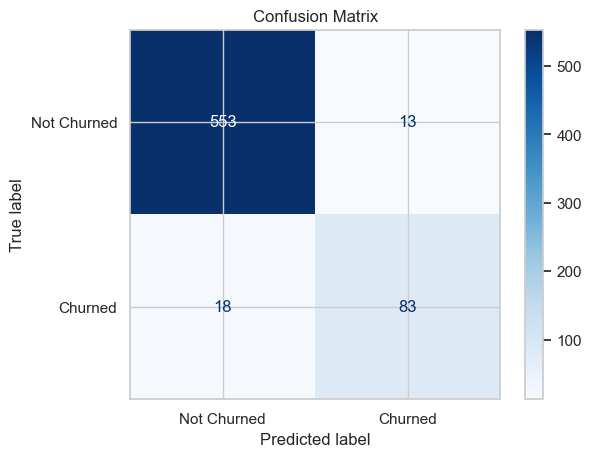 Confusion Matrix
True label
Not Churned
Churned
553
13
18
83
Not Churned
Churned
Predicted label
500
400
300
200
100